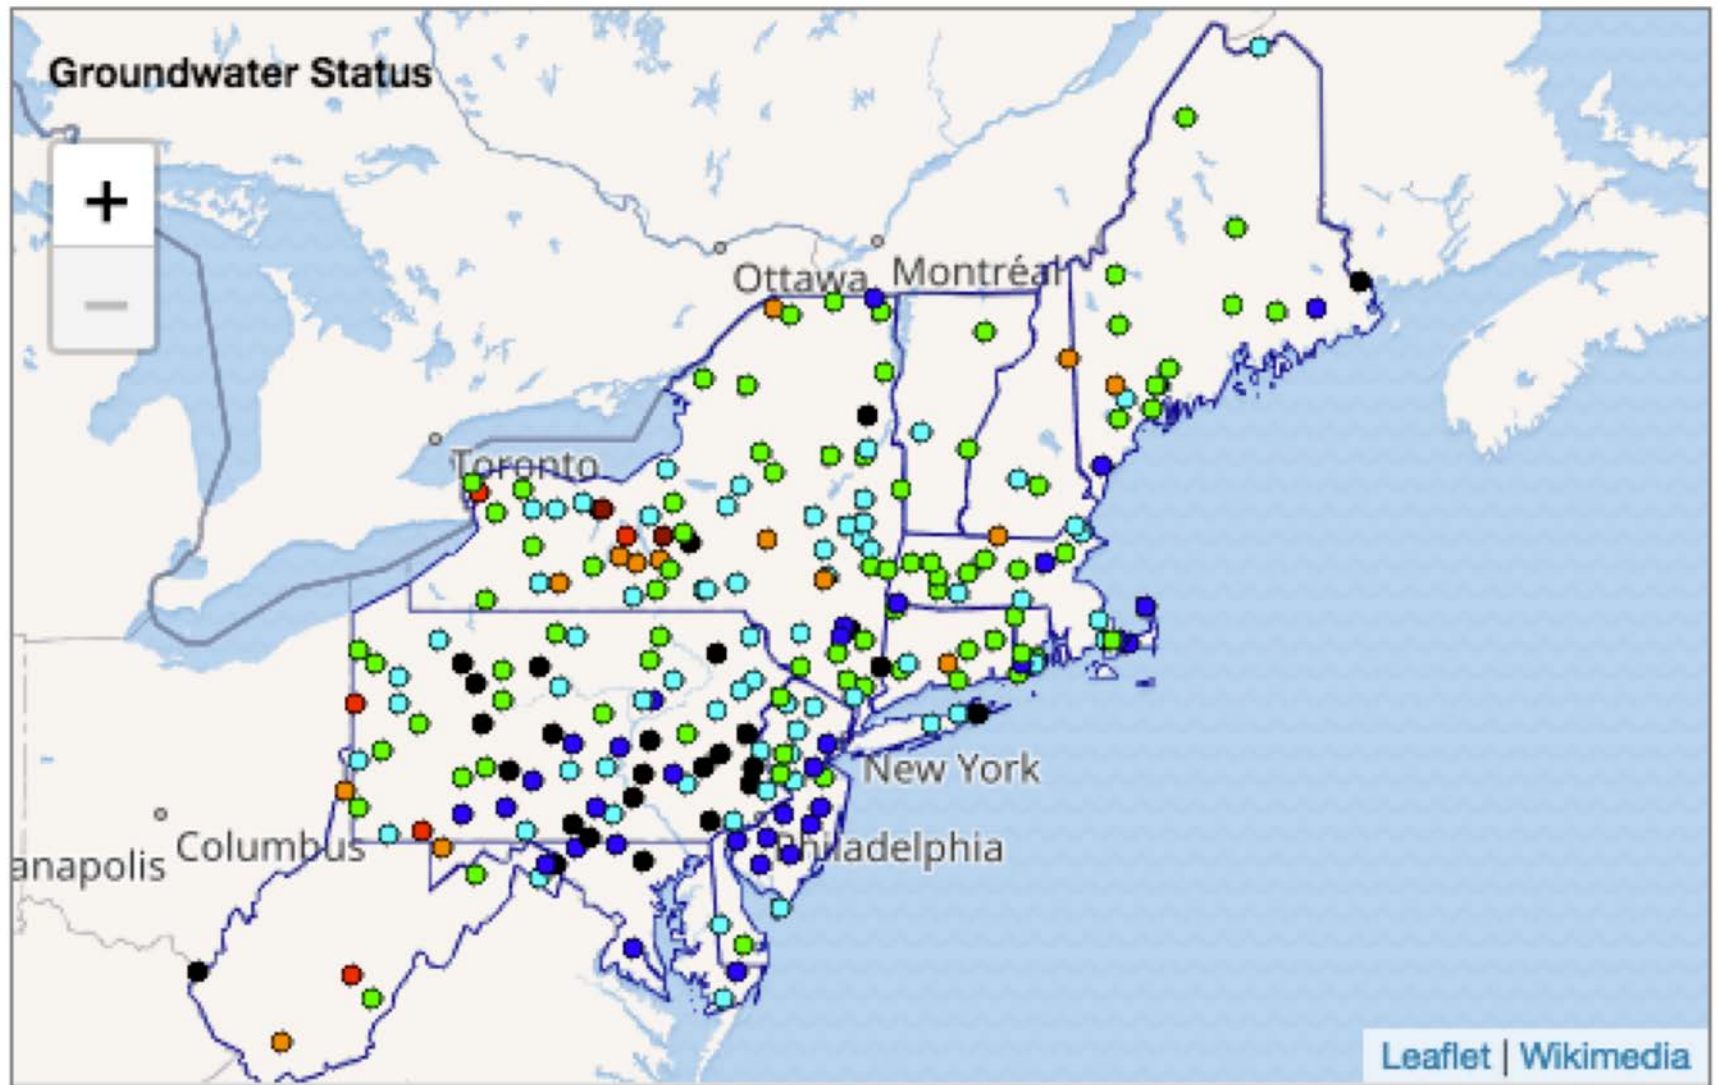 Groundwater Status
+
−
Ottawa
Montréal
Toronto
New York
Columbus
Philadelphia
anapolis
Leaflet | Wikimedia